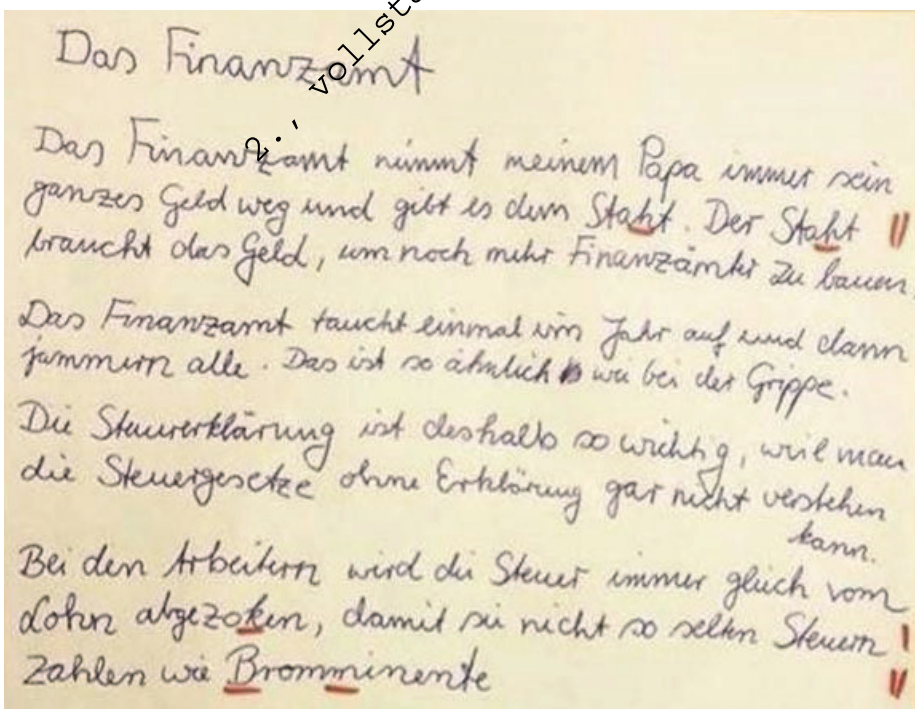 2., vollst
Das Finanzamt
Das Finanzamt nimmt meinem Papa immer sein
ganzes Geld weg und gibt es dem Staht. Der Staht
braucht das Geld, um noch mehr Finanzämter zu bauen.
Das Finanzamt taucht einmal im Jahr auf und dann
jammern alle. Das ist so ähnlich wie bei der Grippe.
Die Steuererklärung ist deshalb so wichtig, weil man
die Steuergesetze ohne Erklärung gar nicht verstehen
kann.
Bei den Arbeitern wird die Steuer immer gleich vom
Lohn abgezoken, damit sie nicht so selten Steuern
zahlen wie Bromminente